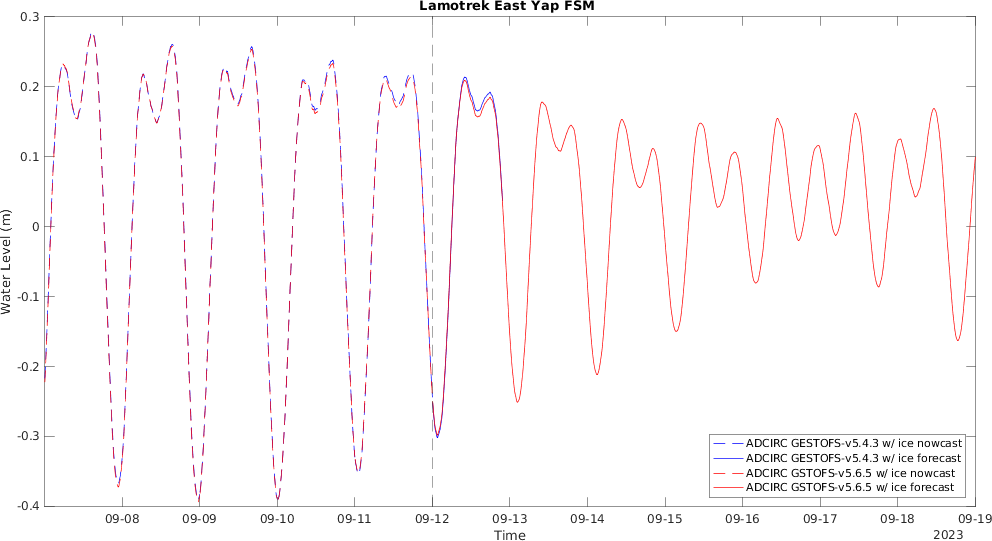 Lamotrek East Yap FSM
0.3
0.2
0.1
0
-0.1
-0.2
-0.3
-0.4
Water Level (m)
ADCIRC GESTOFS-v5.4.3 w/ ice nowcast
ADCIRC GESTOFS-v5.4.3 w/ ice forecast
ADCIRC GSTOFS-v5.6.5 w/ ice nowcast
ADCIRC GSTOFS-v5.6.5 w/ ice forecast
09-08 09-09 09-10 09-11 09-12 09-13 09-14 09-15 09-16 09-17 09-18 09-19
Time
2023